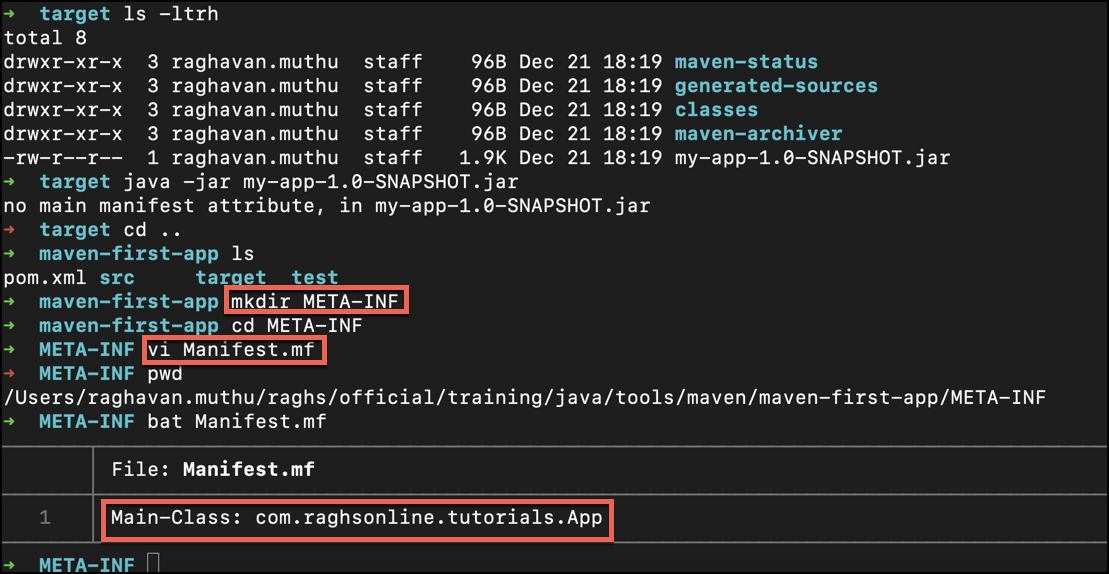 ➜ target ls -ltrh
total 8
drwxr-xr-x 3 raghavan.muthu staff 96B Dec 21 18:19 maven-status
drwxr-xr-x 3 raghavan.muthu staff 96B Dec 21 18:19 generated-sources
drwxr-xr-x 3 raghavan.muthu staff 96B Dec 21 18:19 classes
drwxr-xr-x 3 raghavan.muthu staff 96B Dec 21 18:19 maven-archiver
-rw-r--r-- 1 raghavan.muthu staff 1.9K Dec 21 18:19 my-app-1.0-SNAPSHOT.jar
➜ target java -jar my-app-1.0-SNAPSHOT.jar
no main manifest attribute, in my-app-1.0-SNAPSHOT.jar
➜ target cd ..
➜ maven-first-app ls
pom.xml src target test
➜ maven-first-app mkdir META-INF
➜ maven-first-app cd META-INF
➜ META-INF vi Manifest.mf
➜ META-INF pwd
/Users/raghavan.muthu/raghs/official/training/java/tools/maven/maven-first-app/META-INF
➜ META-INF bat Manifest.mf
File: Manifest.mf
1 Main-Class: com.raghsonline.tutorials.App
➜ META-INF